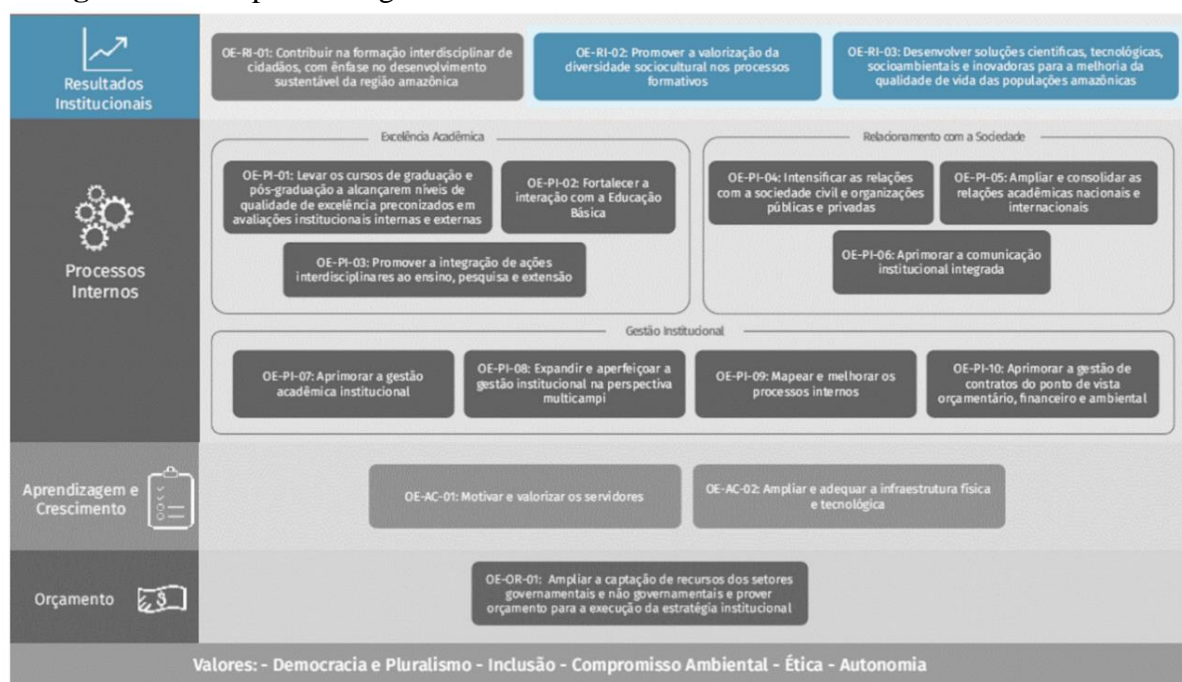 Resultados
Institucionais
OE-RI-01: Contribuir na formação interdisciplinar de
cidadãos, com ênfase no desenvolvimento
sustentável da região amazônica
OE-RI-02: Promover a valorização da
diversidade sociocultural nos processos
formativos
OE-RI-03: Desenvolver soluções científicas, tecnológicas,
socioambientais e inovadoras para a melhoria da
qualidade de vida das populações amazônicas
Processos
Internos
Excelência Acadêmica
OE-PI-01: Levar os cursos de graduação e
pós-graduação a alcançarem níveis de
qualidade de excelência preconizados em
avaliações institucionais internas e externas
OE-PI-02: Fortalecer a
interação com a Educação
Básica
OE-PI-03: Promover a integração de ações
interdisciplinares ao ensino, pesquisa e extensão
Relacionamento com a Sociedade
OE-PI-04: Intensificar as relações
com a sociedade civil e organizações
públicas e privadas
OE-PI-05: Ampliar e consolidar as
relações acadêmicas nacionais e
internacionais
OE-PI-06: Aprimorar a comunicação
institucional integrada
Gestão Institucional
OE-PI-07: Aprimorar a gestão
acadêmica institucional
OE-PI-08: Expandir e aperfeiçoar a
gestão institucional na perspectiva
multicampi
OE-PI-09: Mapear e melhorar os
processos internos
OE-PI-10: Aprimorar a gestão de
contratos do ponto de vista
orçamentário, financeiro e ambiental
Aprendizagem e
Crescimento
OE-AC-01: Motivar e valorizar os servidores
OE-AC-02: Ampliar e adequar a infraestrutura física
e tecnológica
Orçamento
$
OE-OR-01: Ampliar a captação de recursos dos setores
governamentais e não governamentais e prover
orçamento para a execução da estratégia institucional
Valores: - Democracia e Pluralismo - Inclusão - Compromisso Ambiental - Ética - Autonomia